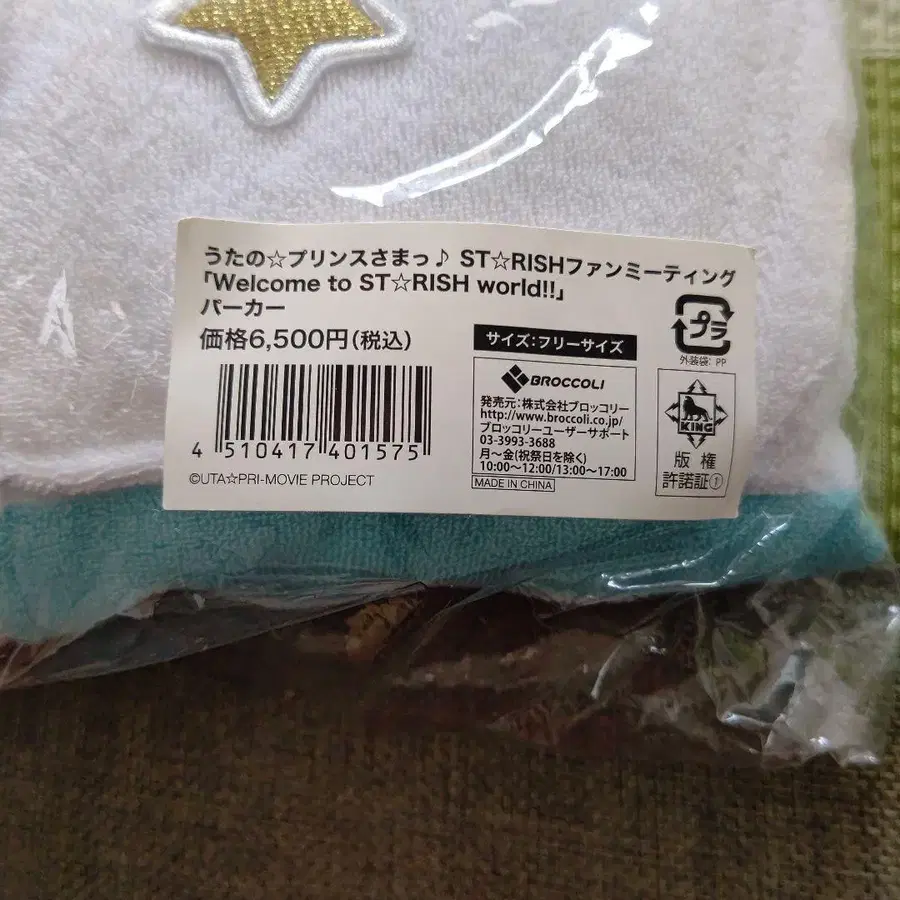 うたの☆プリンスさまっ♪ ST☆RISHファンミーティング
「Welcome to ST☆RISH world!!」
パーカー
価格6,500円(税込)
4 510417 401575
©UTA☆PRI-MOVIE PROJECT
サイズ:フリーサイズ
BROCCOLI
発売元:株式会社ブロッコリー
http://www.broccoli.co.jp/
ブロッコリーユーザーサポート
03-3993-3688
月～金(祝祭日を除く)
10:00～12:00/13:00～17:00
MADE IN CHINA
プラ
外装袋: PP
KING
版権
許諾証①